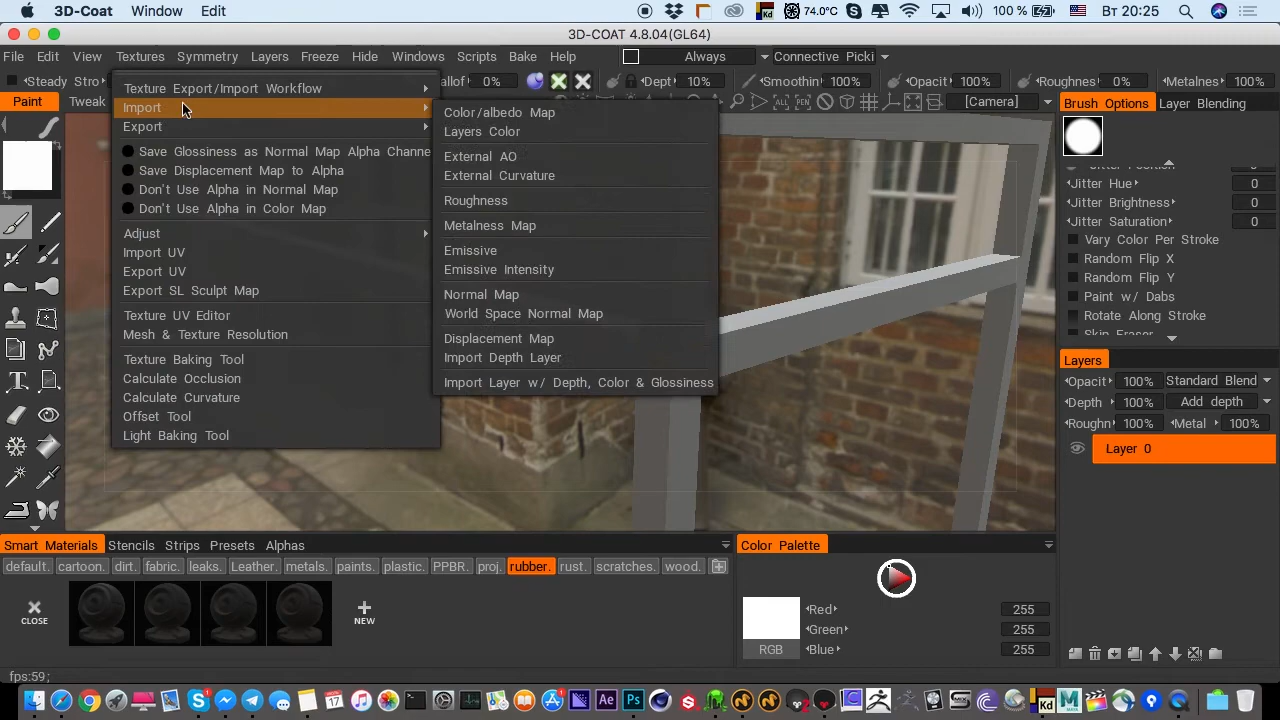 3D-Coat Window Edit 74.0°C 100 % Вт 20:25
3D-COAT 4.8.04(GL64)
File Edit View Textures Symmetry Layers Freeze Hide Windows Scripts Bake Help Always Connective Picki
Steady Stro allof 0% Dept 10% Smoothin 100% Opacit 100% Roughnes 0% Metalnes 100%
Paint Tweak [Camera] Brush Options Layer Blending
Texture Export/Import Workflow
Import
Export
Save Glossiness as Normal Map Alpha Channe
Save Displacement Map to Alpha
Don't Use Alpha in Normal Map
Don't Use Alpha in Color Map
Adjust
Import UV
Export UV
Export SL Sculpt Map
Texture UV Editor
Mesh & Texture Resolution
Texture Baking Tool
Calculate Occlusion
Calculate Curvature
Offset Tool
Light Baking Tool
Color/albedo Map
Layers Color
External AO
External Curvature
Roughness
Metalness Map
Emissive
Emissive Intensity
Normal Map
World Space Normal Map
Displacement Map
Import Depth Layer
Import Layer w/ Depth, Color & Glossiness
Jitter Hue 0
Jitter Brightness 0
Jitter Saturation 0
Vary Color Per Stroke
Random Flip X
Random Flip Y
Paint w/ Dabs
Rotate Along Stroke
Skip Eraser
Layers
Opacit 100% Standard Blend
Depth 100% Add depth
Roughn 100% Metal 100%
Layer 0
Smart Materials Stencils Strips Presets Alphas
default. cartoon. dirt. fabric. leaks. Leather. metals. paints. plastic. PPBR. proj. rubber. rust. scratches. wood.
CLOSE
NEW
Color Palette
Red 255
Green 255
RGB Blue 255
fps:59;